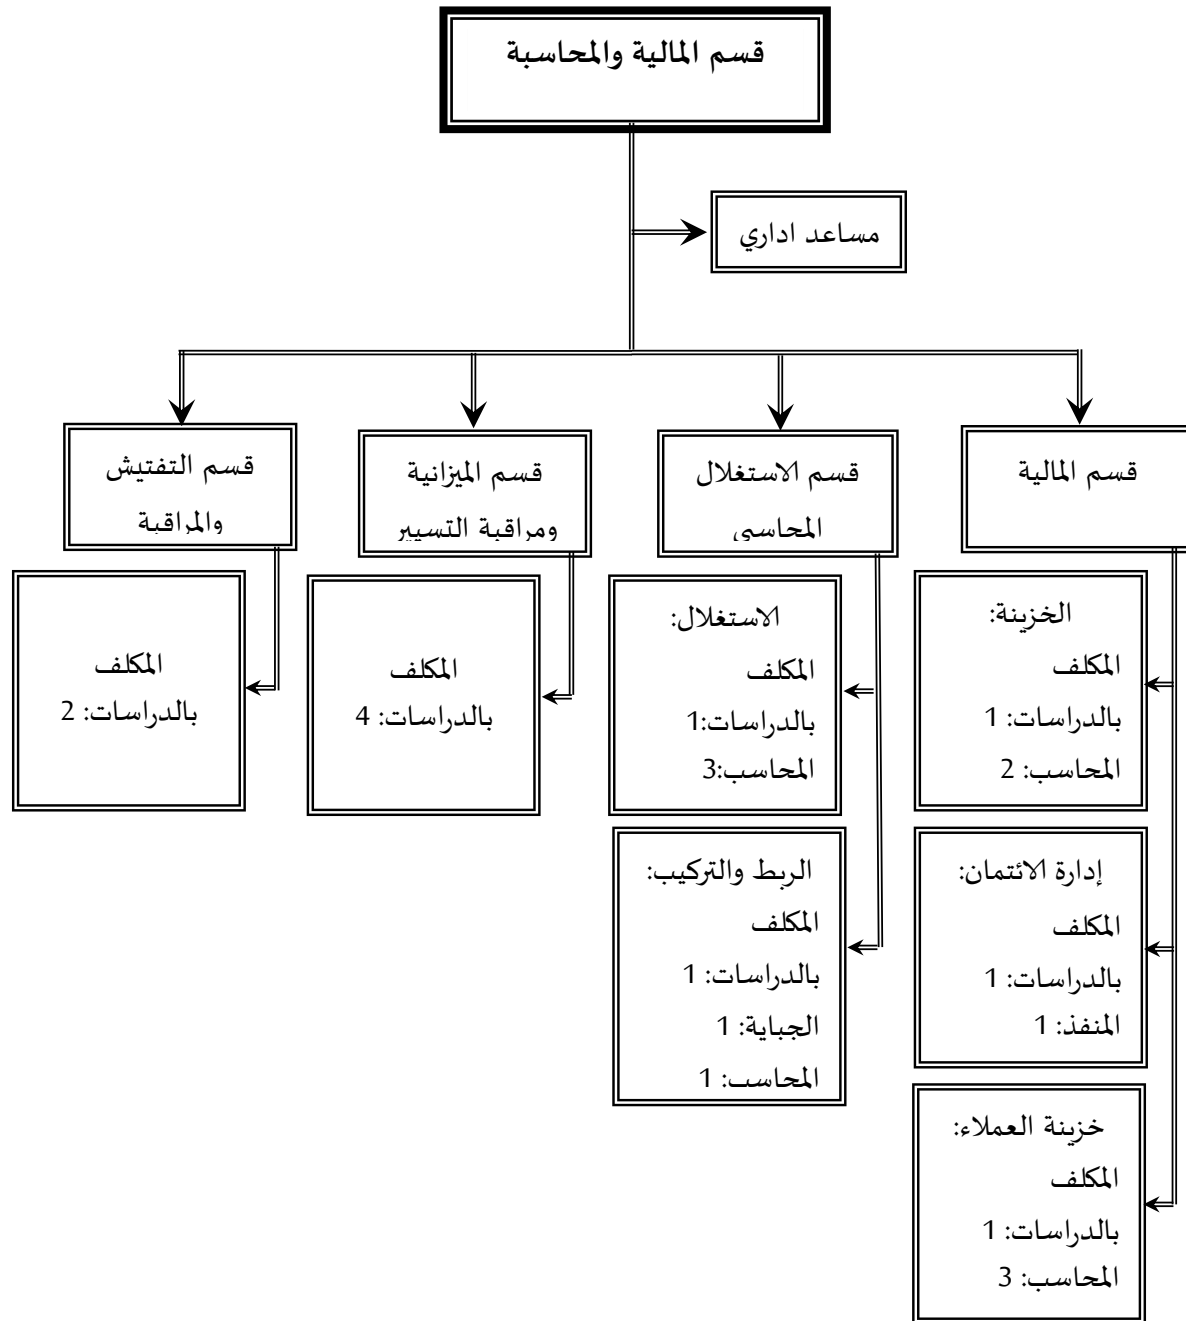 قسم المالية والمحاسبة
مساعد اداري
قسم المالية
قسم الاستغلال
المحاسبي
قسم الميزانية
ومراقبة التسيير
قسم التفتيش
والمراقبة
الخزينة:
المكلف
بالدراسات: 1
المحاسب: 2
إدارة الائتمان:
المكلف
بالدراسات: 1
المنفذ: 1
خزينة العملاء:
المكلف
بالدراسات: 1
المحاسب: 3
الاستغلال:
المكلف
بالدراسات:1
المحاسب:3
الربط والتركيب:
المكلف
بالدراسات: 1
الجباية: 1
المحاسب: 1
المكلف
بالدراسات: 4
المكلف
بالدراسات: 2